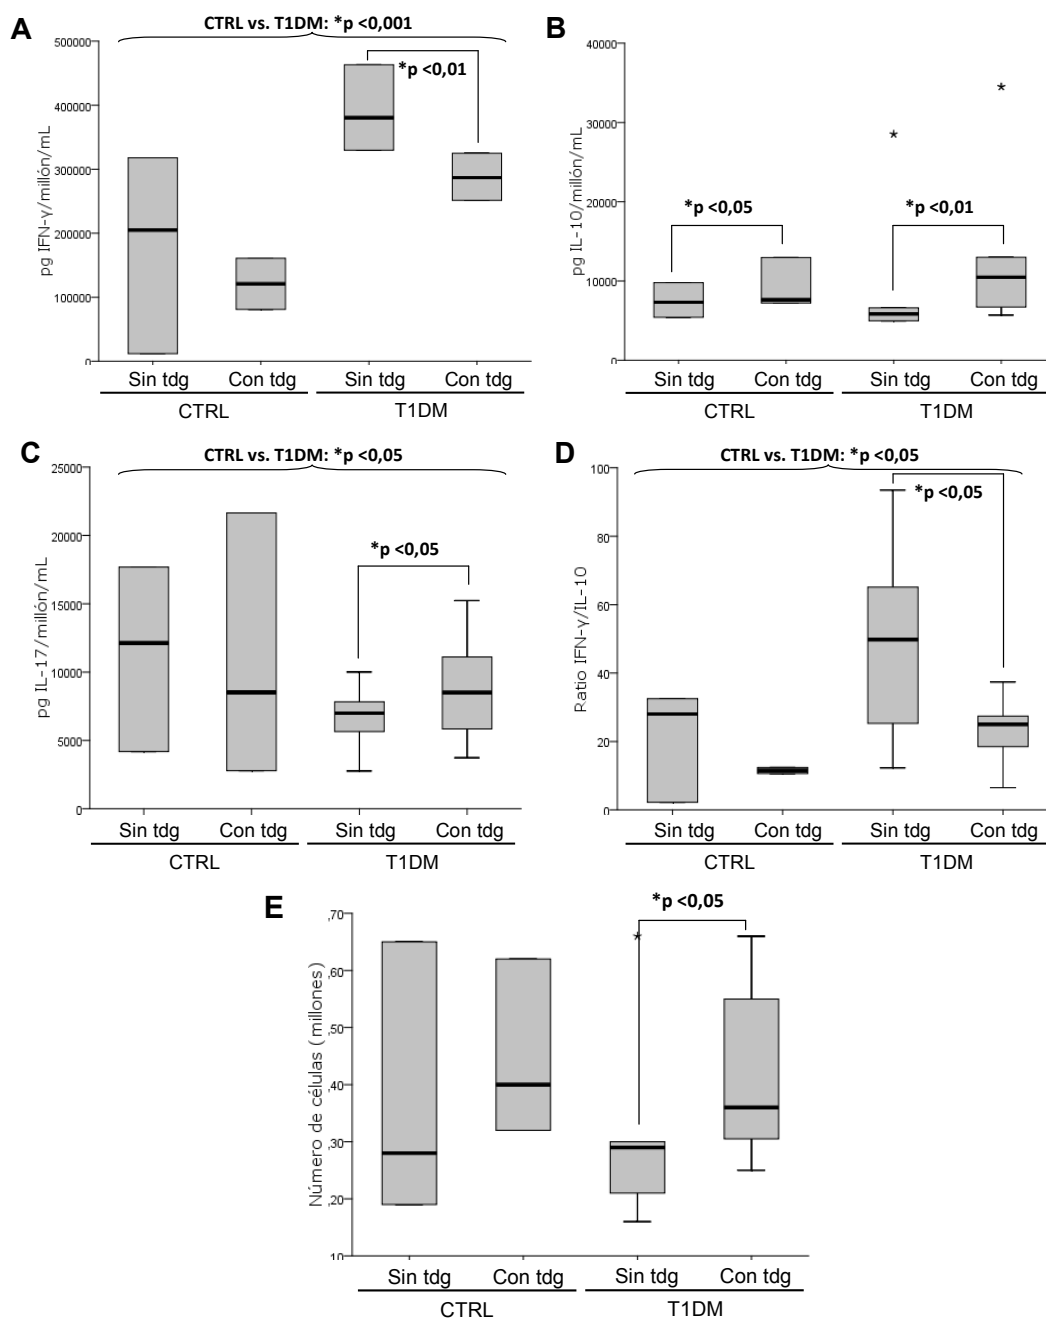 A
CTRL vs. T1DM: *p <0,001
*p <0,01
pg IFN-γ/millón/mL
500000
400000
300000
200000
100000
0
Sin tdg Con tdg Sin tdg Con tdg
CTRL T1DM
B
*p <0,05
*p <0,01
pg IL-10/millón/mL
40000
30000
20000
10000
0
*
*
Sin tdg Con tdg Sin tdg Con tdg
CTRL T1DM
C
CTRL vs. T1DM: *p <0,05
*p <0,05
pg IL-17/millón/mL
25000
20000
15000
10000
5000
0
Sin tdg Con tdg Sin tdg Con tdg
CTRL T1DM
D
CTRL vs. T1DM: *p <0,05
*p <0,05
Ratio IFN-γ/IL-10
100
80
60
40
20
0
Sin tdg Con tdg Sin tdg Con tdg
CTRL T1DM
E
*p <0,05
Número de células (millones)
,70
,60
,50
,40
,30
,20
,10
*
Sin tdg Con tdg Sin tdg Con tdg
CTRL T1DM